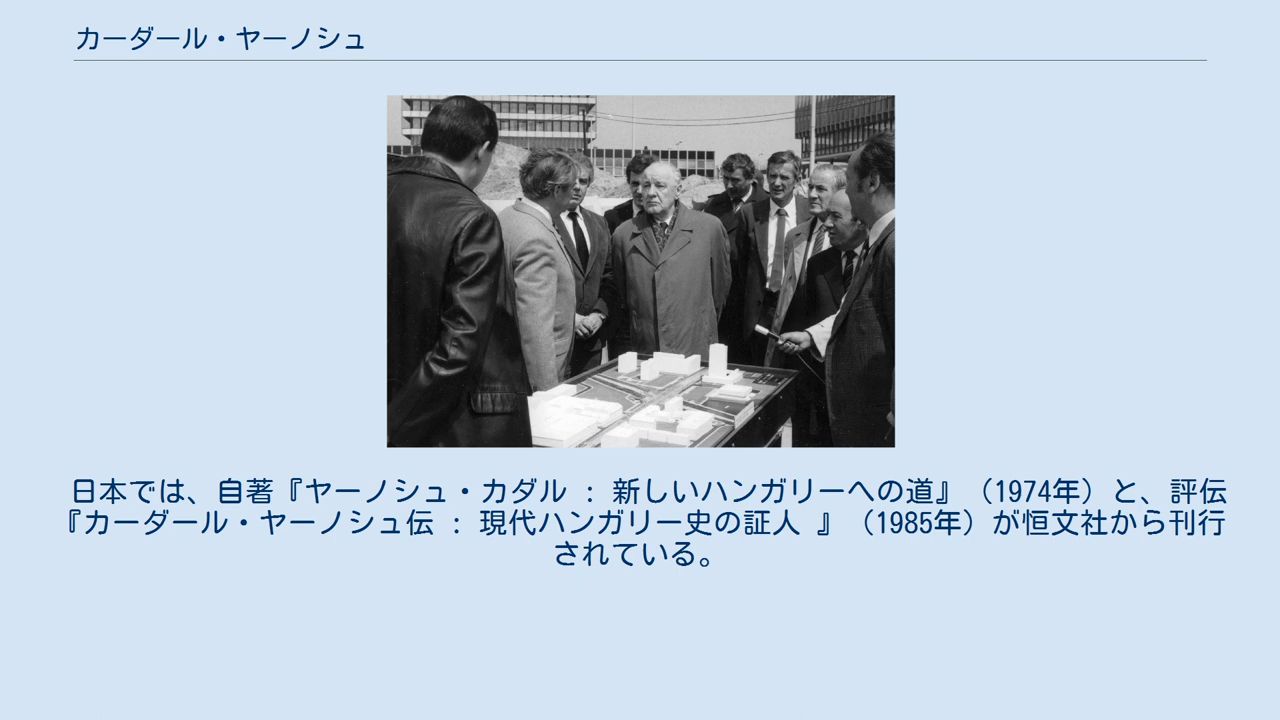 カーダール・ヤーノシュ
日本では、自著『ヤーノシュ・カダル : 新しいハンガリーへの道』（1974年）と、評伝
『カーダール・ヤーノシュ伝 : 現代ハンガリー史の証人 』（1985年）が恒文社から刊行
されている。